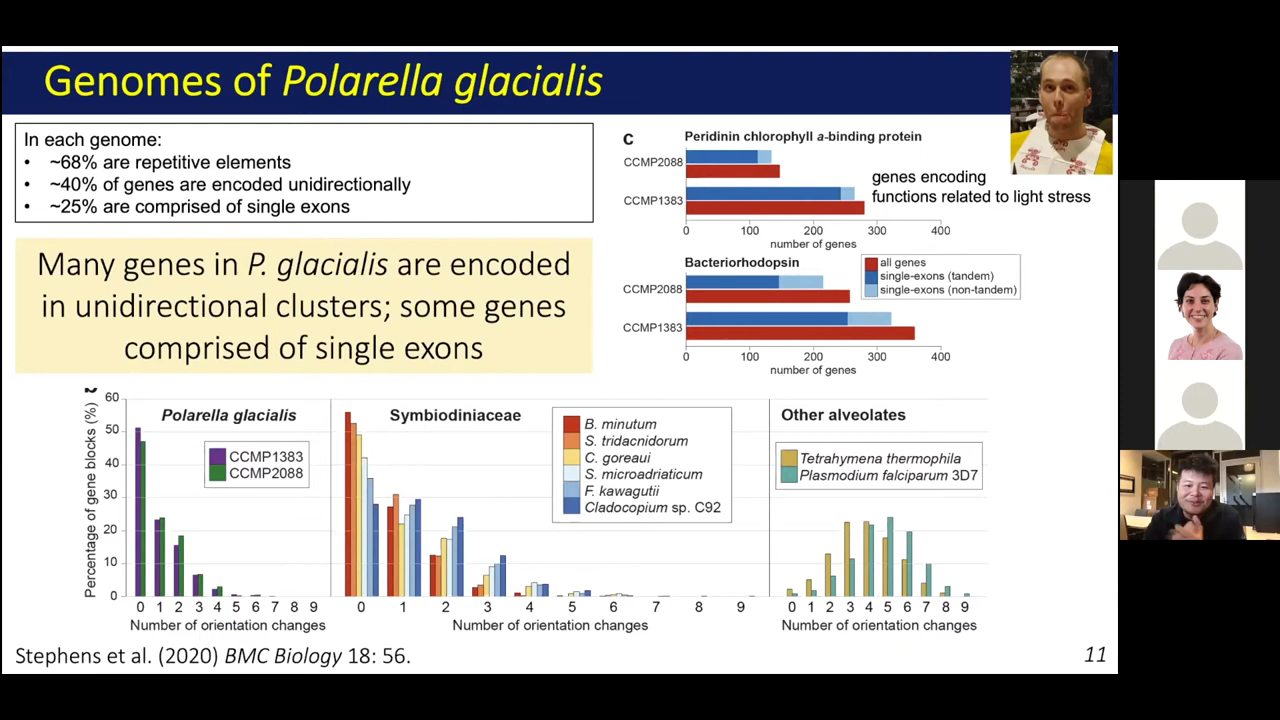 Genomes of Polarella glacialis
In each genome:
• ~68% are repetitive elements
• ~40% of genes are encoded unidirectionally
• ~25% are comprised of single exons
Many genes in P. glacialis are encoded
in unidirectional clusters; some genes
comprised of single exons
c
Peridinin chlorophyll a-binding protein
CCMP2088
CCMP1383
0 100 200 300 400
number of genes
genes encoding
functions related to light stress
Bacteriorhodopsin
CCMP2088
CCMP1383
0 100 200 300 400
number of genes
all genes
single-exons (tandem)
single-exons (non-tandem)
Percentage of gene blocks (%)
60
50
40
30
20
10
0
Polarella glacialis
CCMP1383
CCMP2088
0 1 2 3 4 5 6 7 8 9
Number of orientation changes
Symbiodiniaceae
B. minutum
S. tridacnidorum
C. goreaui
S. microadriaticum
F. kawagutii
Cladocopium sp. C92
0 1 2 3 4 5 6 7 8 9
Number of orientation changes
Other alveolates
Tetrahymena thermophila
Plasmodium falciparum 3D7
0 1 2 3 4 5 6 7 8 9
Number of orientation changes
Stephens et al. (2020) BMC Biology 18: 56.
11